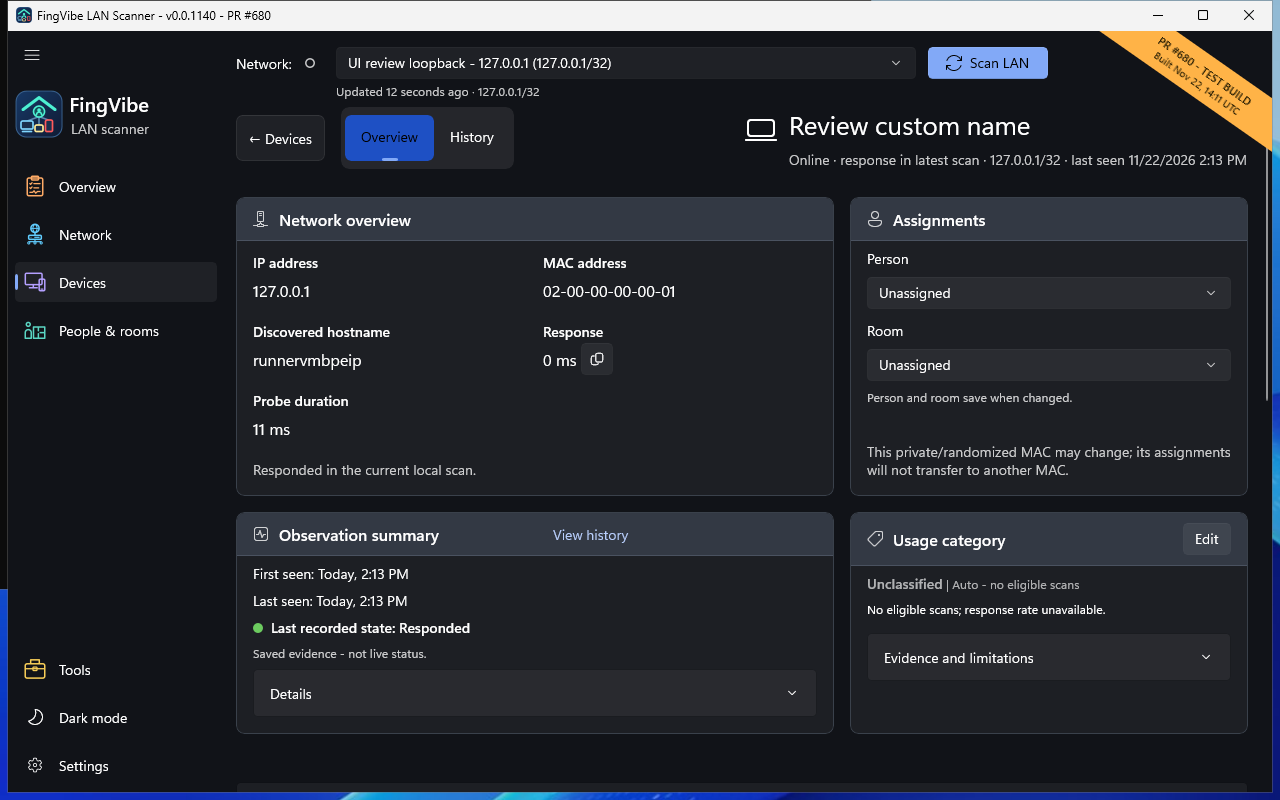 FingVibe LAN Scanner - v0.0.1140 - PR #680
Network:
UI review loopback - 127.0.0.1 (127.0.0.1/32)
Scan LAN
Updated 12 seconds ago · 127.0.0.1/32
PR #680 - TEST BUILD
Built Nov 22, 14:11 UTC
FingVibe
LAN scanner
Overview
Network
Devices
People & rooms
Tools
Dark mode
Settings
← Devices
Overview
History
Review custom name
Online · response in latest scan · 127.0.0.1/32 · last seen 11/22/2026 2:13 PM
Network overview
IP address
127.0.0.1
MAC address
02-00-00-00-00-01
Discovered hostname
runnervmbpeip
Response
0 ms
Probe duration
11 ms
Responded in the current local scan.
Assignments
Person
Unassigned
Room
Unassigned
Person and room save when changed.
This private/randomized MAC may change; its assignments
will not transfer to another MAC.
Observation summary
View history
First seen: Today, 2:13 PM
Last seen: Today, 2:13 PM
Last recorded state: Responded
Saved evidence - not live status.
Details
Usage category
Edit
Unclassified | Auto - no eligible scans
No eligible scans; response rate unavailable.
Evidence and limitations